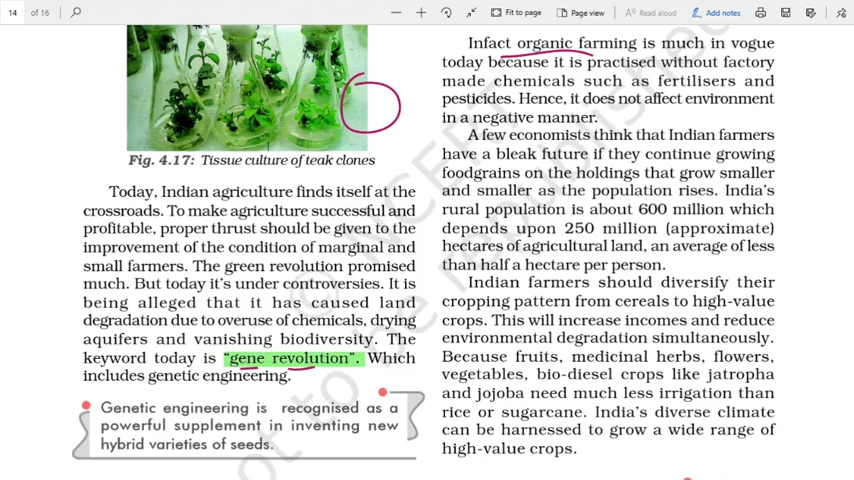 14 of 16
Fit to page
Page view
Read aloud
Add notes
Fig. 4.17: Tissue culture of teak clones
Today, Indian agriculture finds itself at the
crossroads. To make agriculture successful and
profitable, proper thrust should be given to the
improvement of the condition of marginal and
small farmers. The green revolution promised
much. But today it's under controversies. It is
being alleged that it has caused land
degradation due to overuse of chemicals, drying
aquifers and vanishing biodiversity. The
keyword today is "gene revolution". Which
includes genetic engineering.
Genetic engineering is recognised as a
powerful supplement in inventing new
hybrid varieties of seeds.
Infact organic farming is much in vogue
today because it is practised without factory
made chemicals such as fertilisers and
pesticides. Hence, it does not affect environment
in a negative manner.
A few economists think that Indian farmers
have a bleak future if they continue growing
foodgrains on the holdings that grow smaller
and smaller as the population rises. India's
rural population is about 600 million which
depends upon 250 million (approximate)
hectares of agricultural land, an average of less
than half a hectare per person.
Indian farmers should diversify their
cropping pattern from cereals to high-value
crops. This will increase incomes and reduce
environmental degradation simultaneously.
Because fruits, medicinal herbs, flowers,
vegetables, bio-diesel crops like jatropha
and jojoba need much less irrigation than
rice or sugarcane. India's diverse climate
can be harnessed to grow a wide range of
high-value crops.
© NCERT
not to be republished